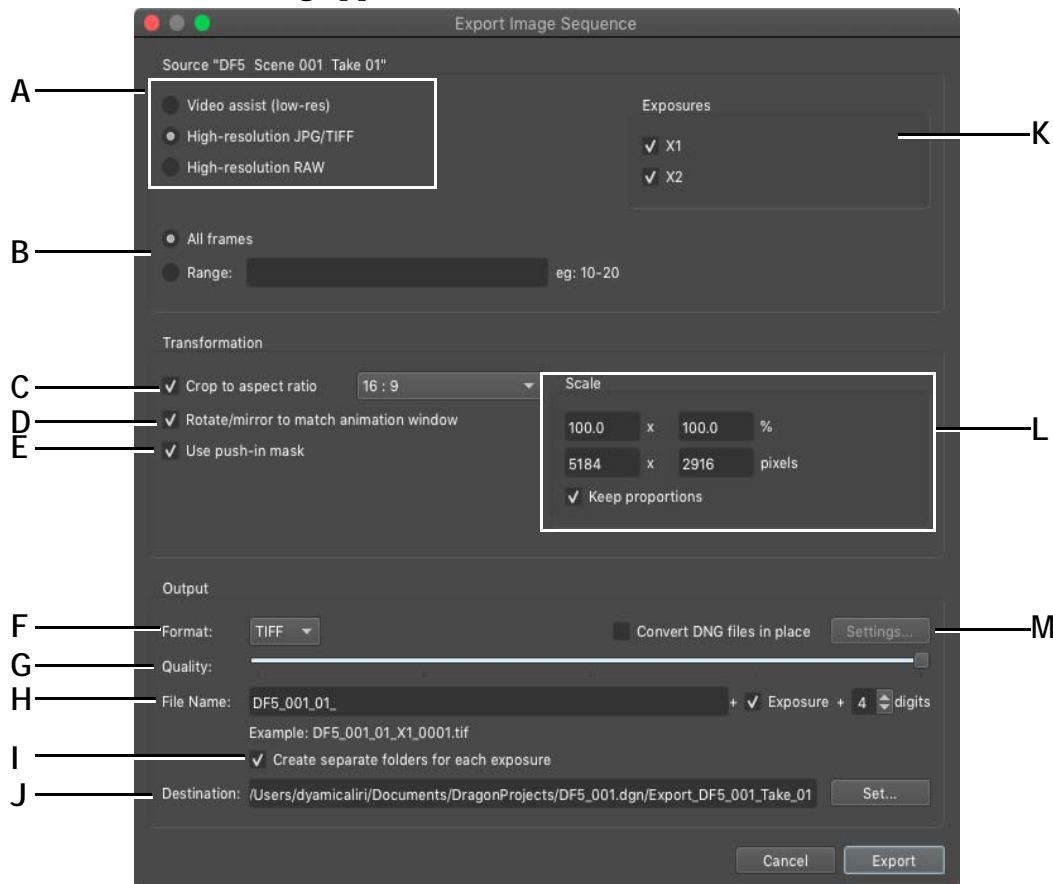 Export Image Sequence
Source "DF5 Scene 001 Take 01"
A
Video assist (low-res)
High-resolution JPG/TIFF
High-resolution RAW
Exposures
X1
X2
K
B
All frames
Range:
eg: 10-20
Transformation
C
Crop to aspect ratio
16 : 9
D
Rotate/mirror to match animation window
E
Use push-in mask
Scale
100.0 x 100.0 %
5184 x 2916 pixels
Keep proportions
L
Output
F
Format:
TIFF
Convert DNG files in place
Settings...
M
G
Quality:
H
File Name:
DF5_001_01_
+ Exposure + 4 digits
Example: DF5_001_01_X1_0001.tif
I
Create separate folders for each exposure
J
Destination:
/Users/dyamicaliri/Documents/DragonProjects/DF5_001.dgn/Export_DF5_001_Take_01
Set...
Cancel
Export